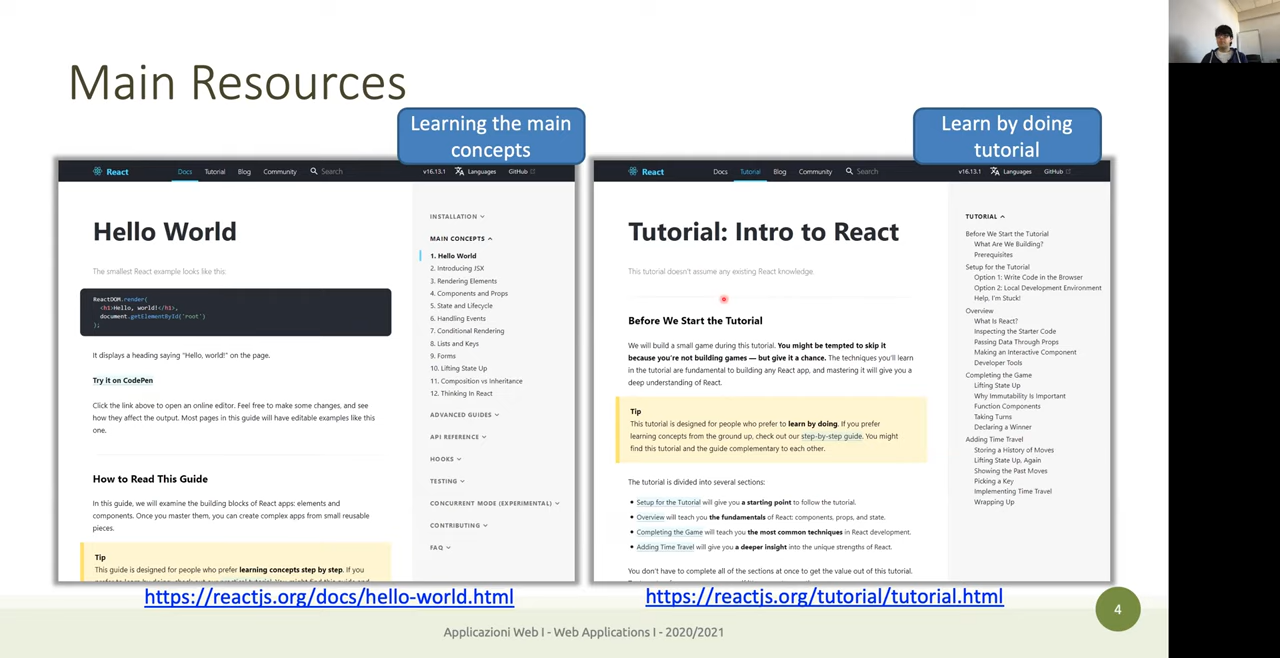 Main Resources
Learning the main
concepts
Learn by doing
tutorial
React
Docs
Tutorial
Blog
Community
Search
v16.13.1
Languages
GitHub
Hello World
The smallest React example looks like this:
ReactDOM.render(
<h1>Hello, world!</h1>,
document.getElementById('root')
);
It displays a heading saying "Hello, world!" on the page.
Try it on CodePen
Click the link above to open an online editor. Feel free to make some changes, and see
how they affect the output. Most pages in this guide will have editable examples like this
one.
How to Read This Guide
In this guide, we will examine the building blocks of React apps: elements and
components. Once you master them, you can create complex apps from small reusable
pieces.
Tip
This guide is designed for people who prefer learning concepts step by step. If you
INSTALLATION
MAIN CONCEPTS
1. Hello World
2. Introducing JSX
3. Rendering Elements
4. Components and Props
5. State and Lifecycle
6. Handling Events
7. Conditional Rendering
8. Lists and Keys
9. Forms
10. Lifting State Up
11. Composition vs Inheritance
12. Thinking In React
ADVANCED GUIDES
API REFERENCE
HOOKS
TESTING
CONCURRENT MODE (EXPERIMENTAL)
CONTRIBUTING
FAQ
React
Docs
Tutorial
Blog
Community
Search
v16.13.1
Languages
GitHub
Tutorial: Intro to React
This tutorial doesn't assume any existing React knowledge.
Before We Start the Tutorial
We will build a small game during this tutorial. You might be tempted to skip it
because you're not building games — but give it a chance. The techniques you'll learn
in the tutorial are fundamental to building any React app, and mastering it will give you a
deep understanding of React.
Tip
This tutorial is designed for people who prefer to learn by doing. If you prefer
learning concepts from the ground up, check out our step-by-step guide. You might
find this tutorial and the guide complementary to each other.
The tutorial is divided into several sections:
• Setup for the Tutorial will give you a starting point to follow the tutorial.
• Overview will teach you the fundamentals of React: components, props, and state.
• Completing the Game will teach you the most common techniques in React development.
• Adding Time Travel will give you a deeper insight into the unique strengths of React.
You don't have to complete all of the sections at once to get the value out of this tutorial.
TUTORIAL
Before We Start the Tutorial
What Are We Building?
Prerequisites
Setup for the Tutorial
Option 1: Write Code in the Browser
Option 2: Local Development Environment
Help, I'm Stuck!
Overview
What Is React?
Inspecting the Starter Code
Passing Data Through Props
Making an Interactive Component
Developer Tools
Completing the Game
Lifting State Up
Why Immutability Is Important
Function Components
Taking Turns
Declaring a Winner
Adding Time Travel
Storing a History of Moves
Lifting State Up, Again
Showing the Past Moves
Picking a Key
Implementing Time Travel
Wrapping Up
https://reactjs.org/docs/hello-world.html
https://reactjs.org/tutorial/tutorial.html
Applicazioni Web I - Web Applications I - 2020/2021
4